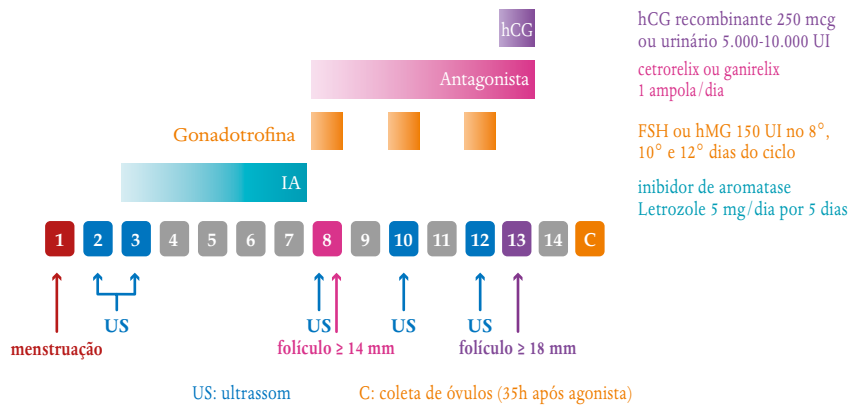 hCG
hCG recombinante 250 mcg
ou urinário 5.000-10.000 UI
Antagonista
cetrorelix ou ganirelix
1 ampola/dia
Gonadotrofina
FSH ou hMG 150 UI no 8°,
10° e 12° dias do ciclo
IA
inibidor de aromatase
Letrozole 5 mg/dia por 5 dias
1 2 3 4 5 6 7 8 9 10 11 12 13 14 C
US US US US
menstruação folículo ≥ 14 mm folículo ≥ 18 mm
US: ultrassom C: coleta de óvulos (35h após agonista)